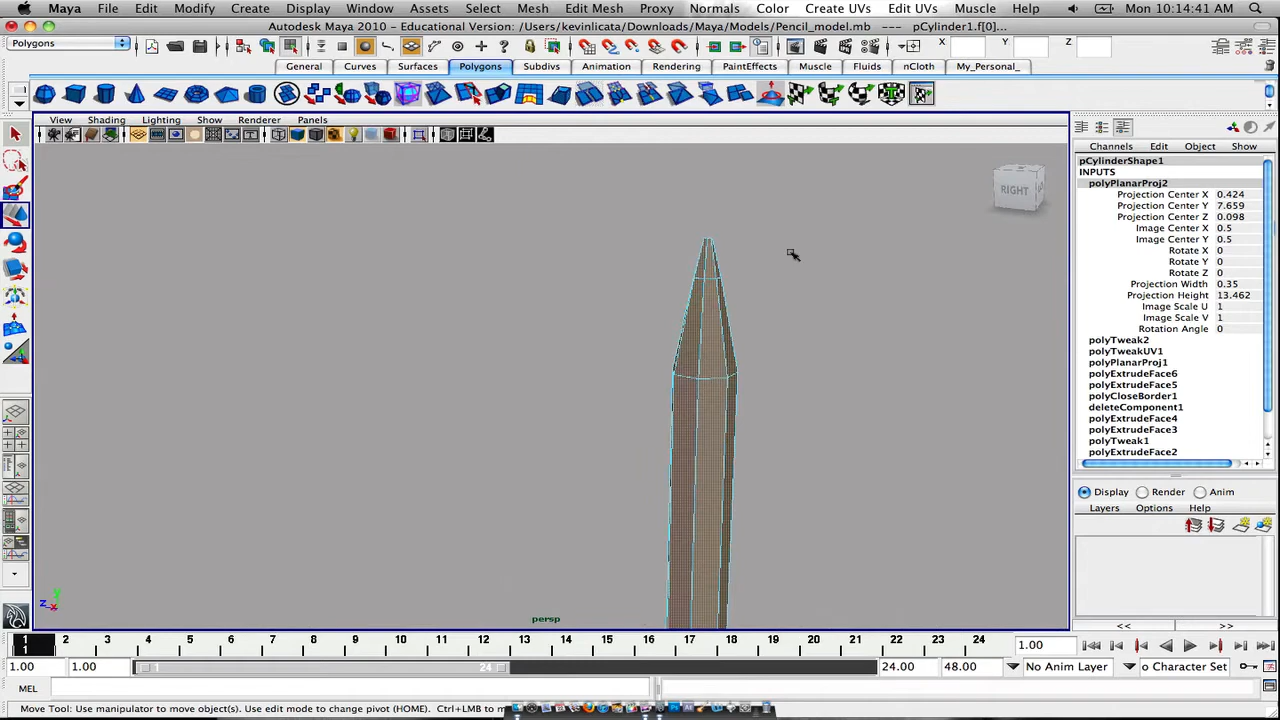 Maya File Edit Modify Create Display Window Assets Select Mesh Edit Mesh Proxy Normals Color Create UVs Edit UVs Muscle Mon 10:14:41 AM
Autodesk Maya 2010 - Educational Version: /Users/kevinlicata/Downloads/Maya/Models/Pencil_model.mb --- pCylinder1.f[0]...
Polygons X Y Z
General Curves Surfaces Polygons Subdivs Animation Rendering PaintEffects Muscle Fluids nCloth My_Personal_
View Shading Lighting Show Renderer Panels
Channels Edit Object Show
pCylinderShape1
INPUTS
polyPlanarProj2
Projection Center X 0.424
Projection Center Y 7.659
Projection Center Z 0.098
Image Center X 0.5
Image Center Y 0.5
Rotate X 0
Rotate Y 0
Rotate Z 0
Projection Width 0.35
Projection Height 13.462
Image Scale U 1
Image Scale V 1
Rotation Angle 0
polyTweak2
polyTweakUV1
polyPlanarProj1
polyExtrudeFace6
polyExtrudeFace5
polyCloseBorder1
deleteComponent1
polyExtrudeFace4
polyExtrudeFace3
polyTweak1
polyExtrudeFace2
RIGHT
Display Render Anim
Layers Options Help
y
z x
persp
<< >>
1 2 3 4 5 6 7 8 9 10 11 12 13 14 15 16 17 18 19 20 21 22 23 24
1 1.00
1.00 1.00 1 24 24.00 48.00 No Anim Layer o Character Set
MEL
Move Tool: Use manipulator to move object(s). Use edit mode to change pivot (HOME). Ctrl+LMB to m